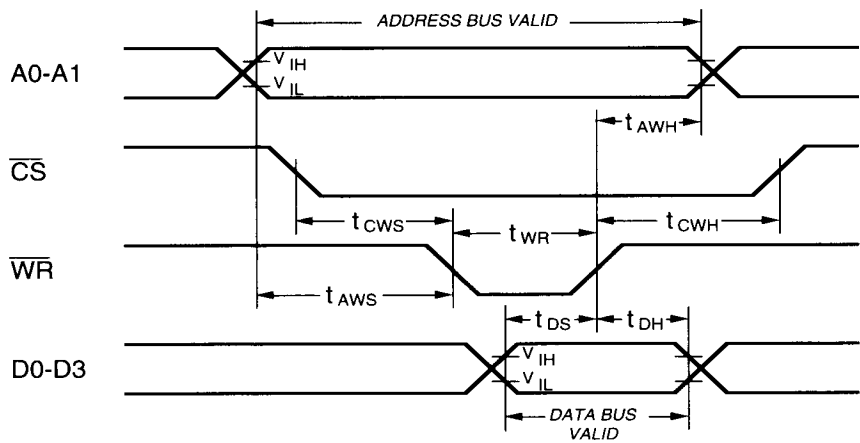 ADDRESS BUS VALID
A0-A1
V IH
V IL
t AWH
CS
t CWS
t WR
t CWH
WR
t AWS
t DS
t DH
D0-D3
V IH
V IL
DATA BUS
VALID